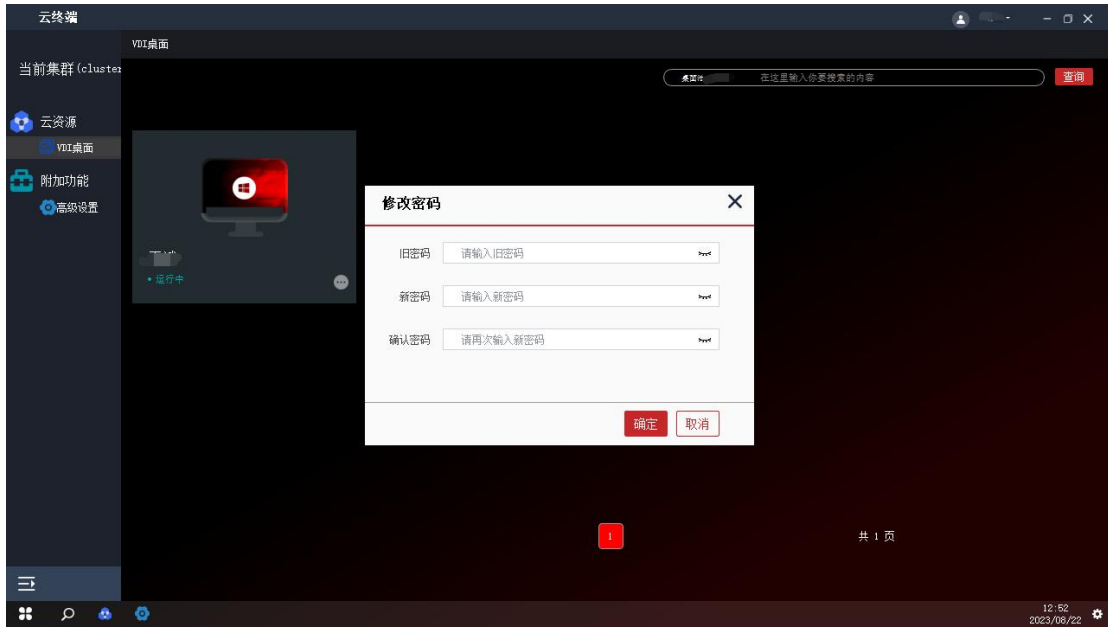 云终端
VDI桌面
当前集群(cluster
在这里输入你要搜索的内容
查询
云资源
VDI桌面
附加功能
高级设置
运行中
修改密码
旧密码 请输入旧密码
新密码 请输入新密码
确认密码 请再次输入新密码
确定
取消
1
共 1 页
12:52
2023/08/22